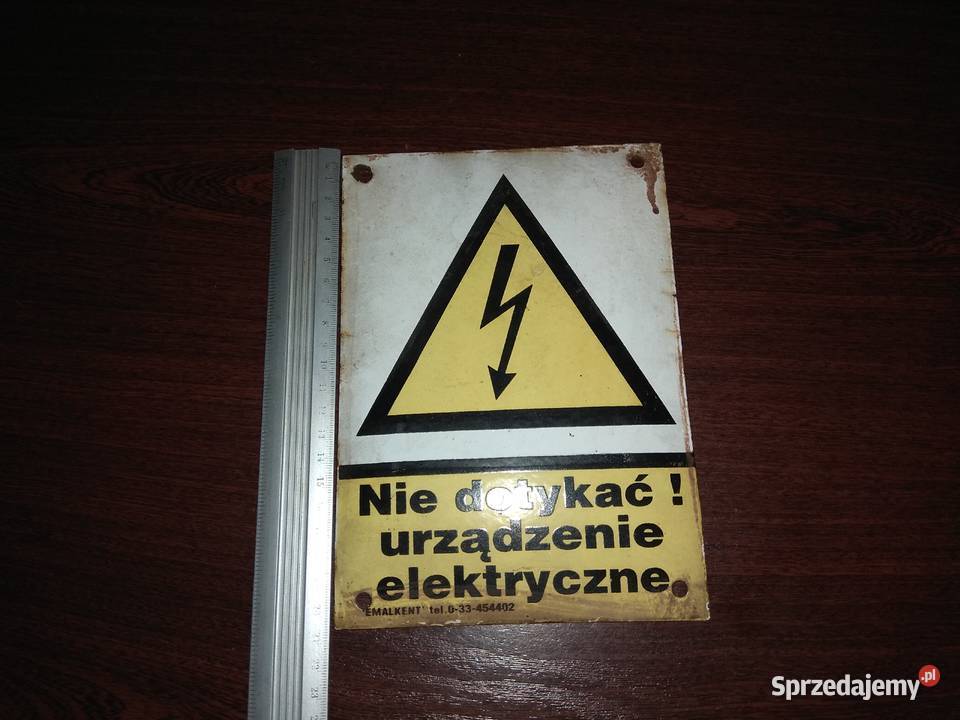 Nie dotykać !
urządzenie
elektryczne
"EMALKENT" tel.0-33-454402
Sprzedajemy.pl